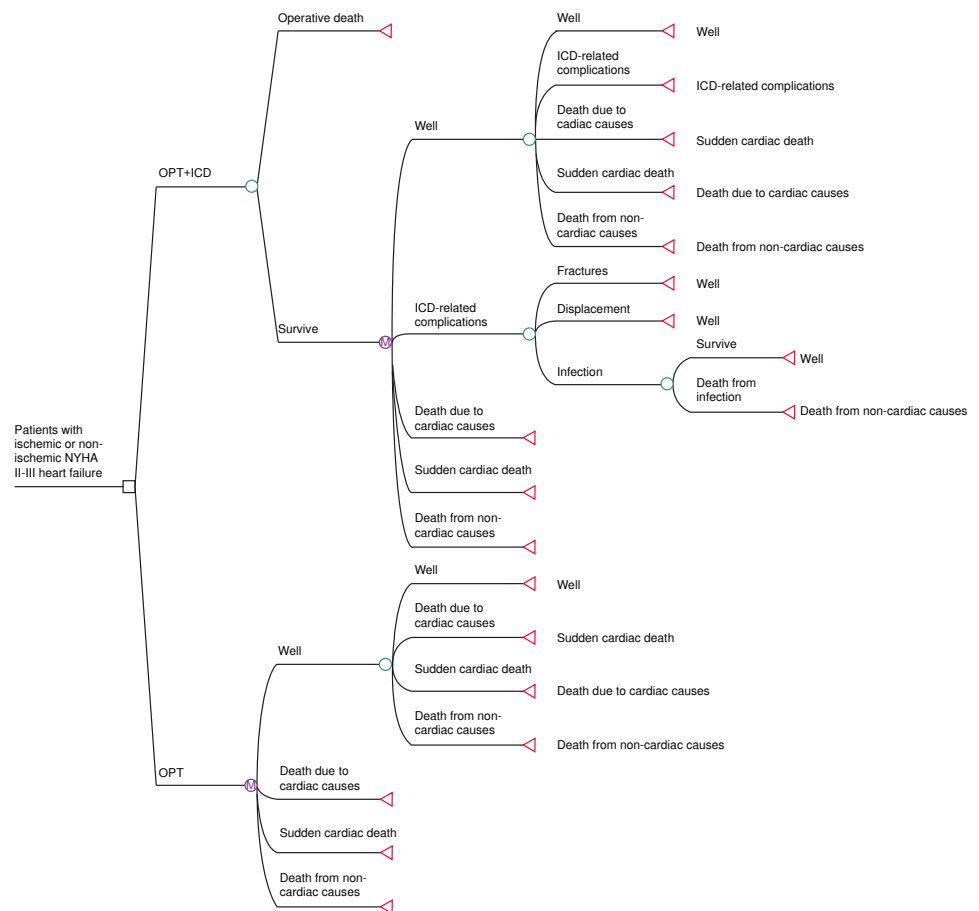 Operative death
Well
Well
ICD-related
complications
ICD-related complications
Death due to
cadiac causes
Sudden cardiac death
Well
OPT+ICD
Sudden cardiac death
Death due to cardiac causes
Death from non-
cardiac causes
Death from non-cardiac causes
Fractures
Well
Displacement
Well
ICD-related
complications
Survive
M
Survive
Well
Infection
Death from
infection
Death from non-cardiac causes
Death due to
cardiac causes
Patients with
ischemic or non-
ischemic NYHA
II-III heart failure
Sudden cardiac death
Death from non-
cardiac causes
Well
Well
Death due to
cardiac causes
Sudden cardiac death
Well
Sudden cardiac death
Death due to cardiac causes
Death from non-
cardiac causes
Death from non-cardiac causes
OPT
M
Death due to
cardiac causes
Sudden cardiac death
Death from non-
cardiac causes